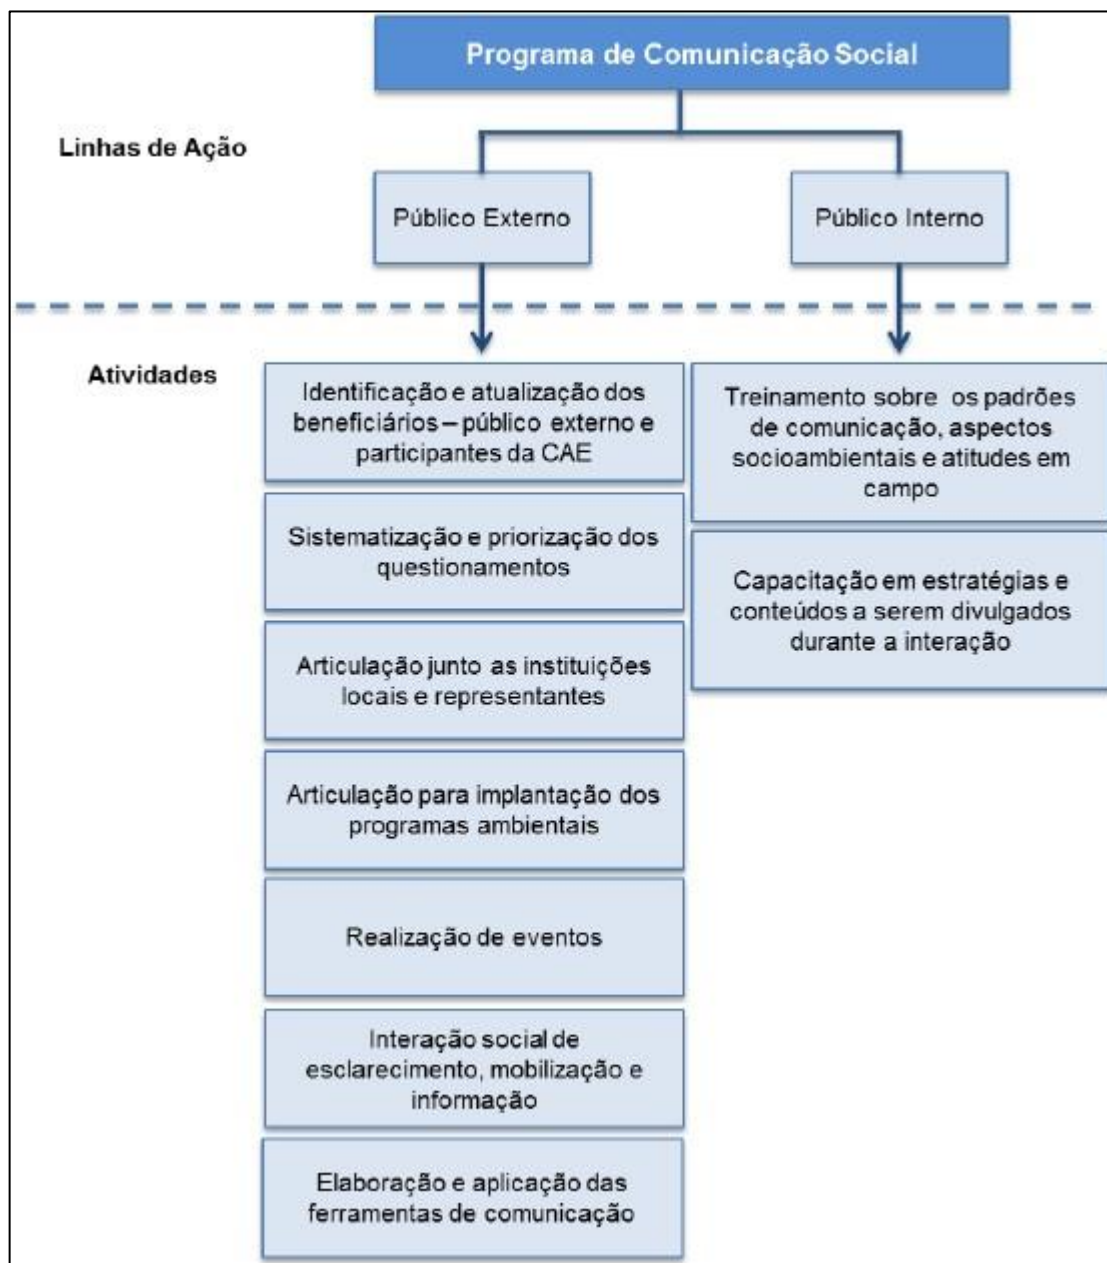 Programa de Comunicação Social
Linhas de Ação
Público Externo
Público Interno
Atividades
Identificação e atualização dos
beneficiários – público externo e
participantes da CAE
Sistematização e priorização dos
questionamentos
Articulação junto as instituições
locais e representantes
Articulação para implantação dos
programas ambientais
Realização de eventos
Interação social de
esclarecimento, mobilização e
informação
Elaboração e aplicação das
ferramentas de comunicação
Treinamento sobre os padrões
de comunicação, aspectos
socioambientais e atitudes em
campo
Capacitação em estratégias e
conteúdos a serem divulgados
durante a interação